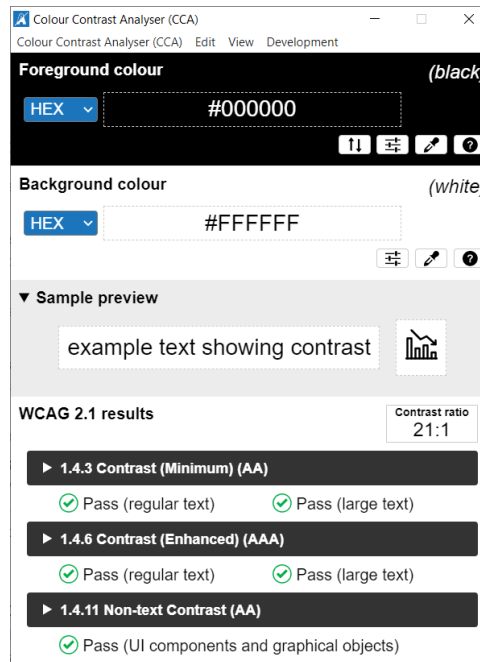 Colour Contrast Analyser (CCA)
Colour Contrast Analyser (CCA) Edit View Development
Foreground colour (black
HEX #000000
Background colour (white)
HEX #FFFFFF
▼ Sample preview
example text showing contrast
WCAG 2.1 results
Contrast ratio
21:1
▶ 1.4.3 Contrast (Minimum) (AA)
Pass (regular text) Pass (large text)
▶ 1.4.6 Contrast (Enhanced) (AAA)
Pass (regular text) Pass (large text)
▶ 1.4.11 Non-text Contrast (AA)
Pass (UI components and graphical objects)